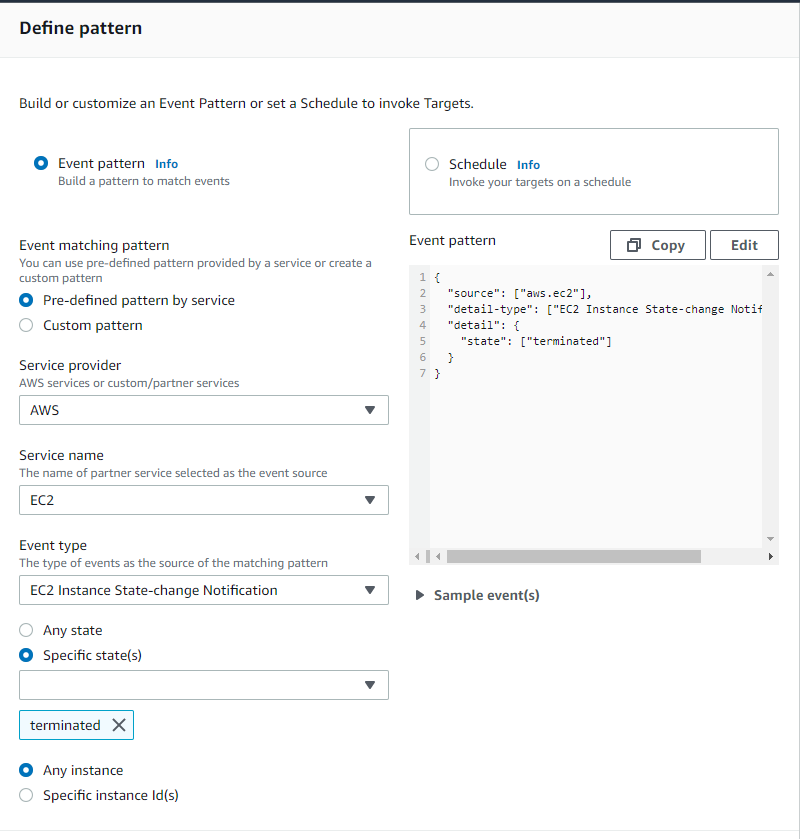 Define pattern
Build or customize an Event Pattern or set a Schedule to invoke Targets.
Event pattern Info
Build a pattern to match events
Schedule Info
Invoke your targets on a schedule
Event matching pattern
You can use pre-defined pattern provided by a service or create a
custom pattern
Pre-defined pattern by service
Custom pattern
Service provider
AWS services or custom/partner services
AWS
Service name
The name of partner service selected as the event source
EC2
Event type
The type of events as the source of the matching pattern
EC2 Instance State-change Notification
Any state
Specific state(s)
terminated
Any instance
Specific instance Id(s)
Event pattern
Copy
Edit
1 {
2 "source": ["aws.ec2"],
3 "detail-type": ["EC2 Instance State-change Notif
4 "detail": {
5 "state": ["terminated"]
6 }
7 }
Sample event(s)